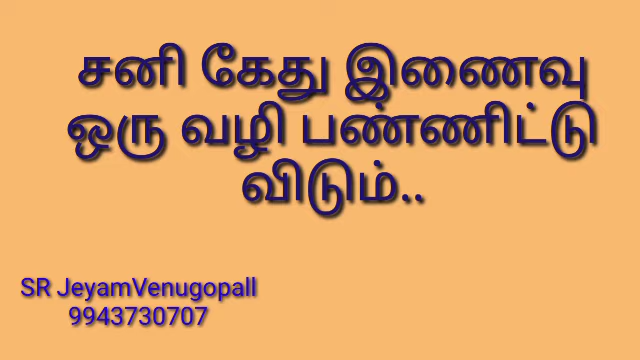 சனி கேது இணைவு
ஒரு வழி பண்ணிட்டு
விடும்..
SR JeyamVenugopall
9943730707